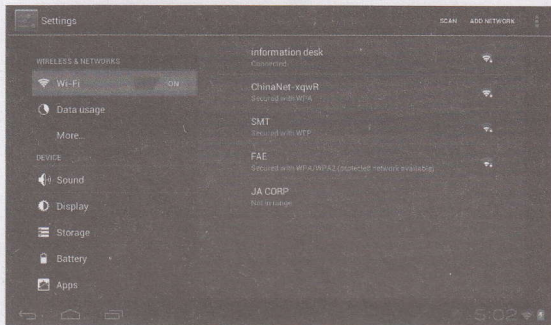 Settings
SCAN ADD NETWORK
WIRELESS & NETWORKS
Wi-Fi ON
Data usage
More...
DEVICE
Sound
Display
Storage
Battery
Apps
information desk
Connected
ChinaNet-xqwR
Secured with WPA
SMT
Secured with WEP
FAE
Secured with WPA/WPA2 (protected network available)
JA CORP
Not in range
5:02